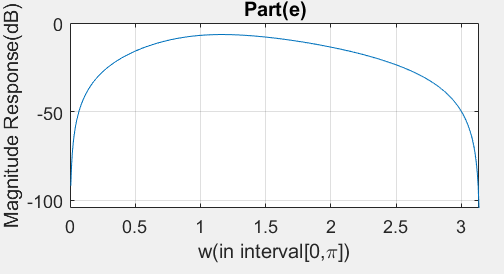 Part(e)
Magnitude Response(dB)
0
-50
-100
0 0.5 1 1.5 2 2.5 3
w(in interval[0,π])